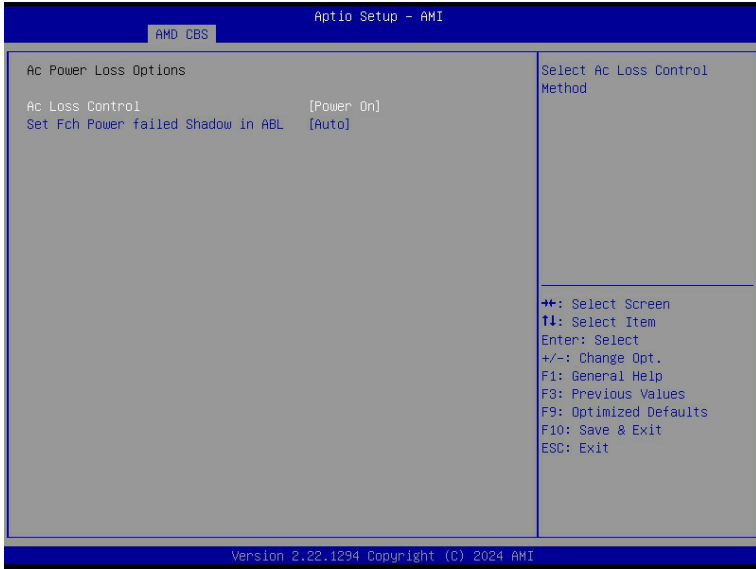 Aptio Setup – AMI
AMD CBS
Ac Power Loss Options
Ac Loss Control [Power On]
Set Fch Power failed Shadow in ABL [Auto]
Select Ac Loss Control
Method
→←: Select Screen
↑↓: Select Item
Enter: Select
+/-: Change Opt.
F1: General Help
F3: Previous Values
F9: Optimized Defaults
F10: Save & Exit
ESC: Exit
Version 2.22.1294 Copyright (C) 2024 AMI